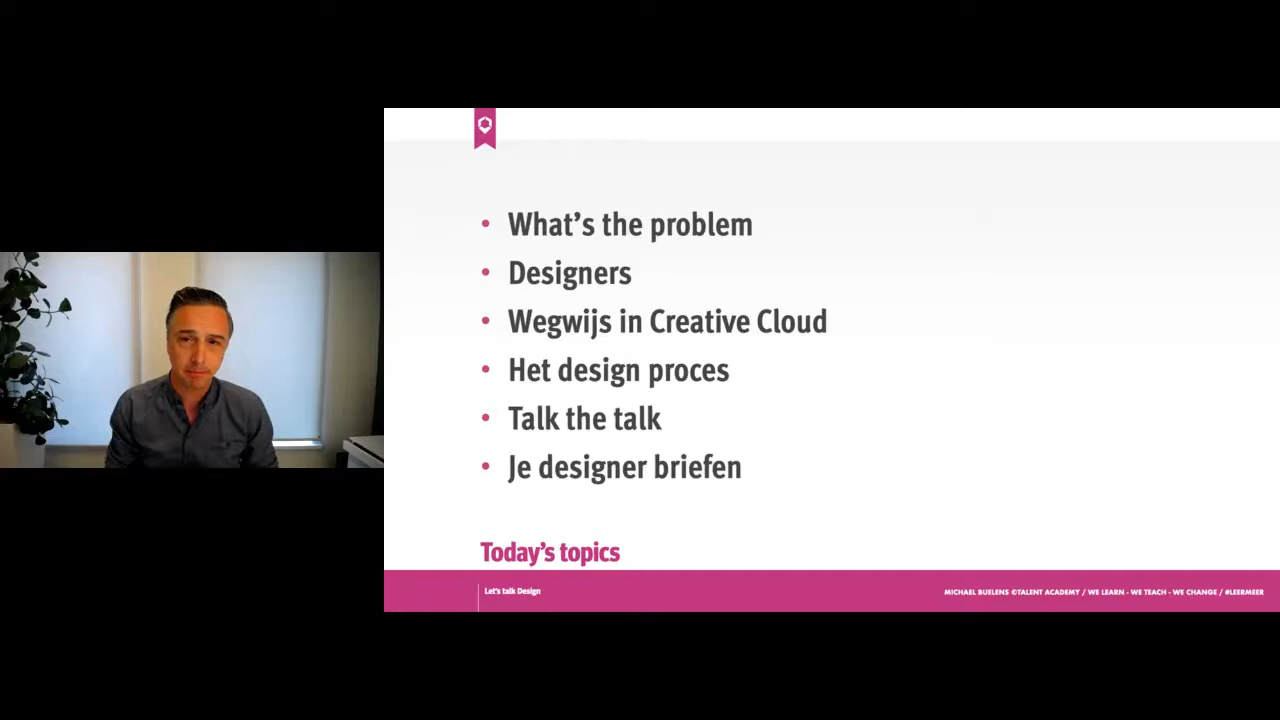 • What's the problem
• Designers
• Wegwijs in Creative Cloud
• Het design proces
• Talk the talk
• Je designer briefen
Today's topics
Let's talk Design
MICHAEL BUELENS ©TALENT ACADEMY / WE LEARN - WE TEACH - WE CHANGE / #LEERMEER